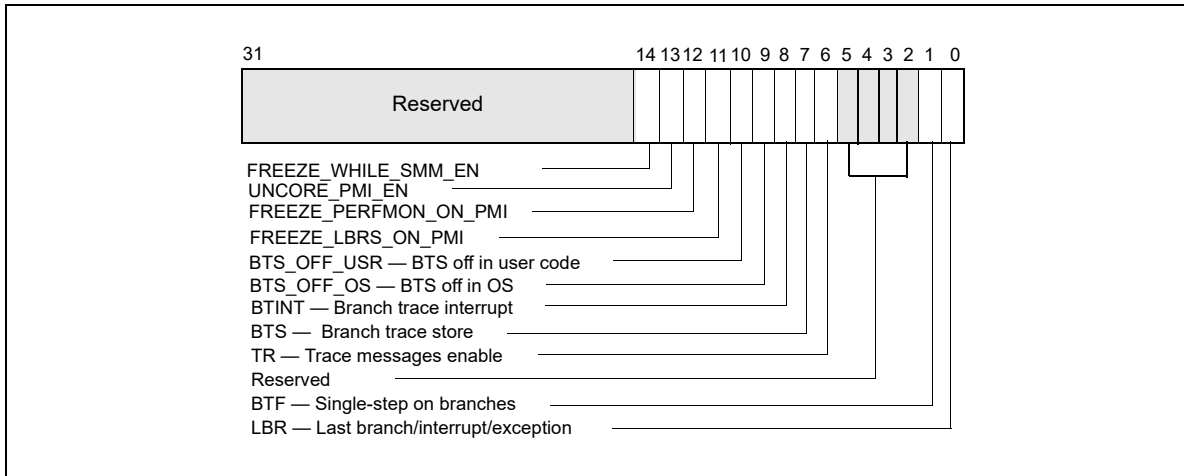 31 14 13 12 11 10 9 8 7 6 5 4 3 2 1 0
Reserved
FREEZE_WHILE_SMM_EN
UNCORE_PMI_EN
FREEZE_PERFMON_ON_PMI
FREEZE_LBRS_ON_PMI
BTS_OFF_USR — BTS off in user code
BTS_OFF_OS — BTS off in OS
BTINT — Branch trace interrupt
BTS — Branch trace store
TR — Trace messages enable
Reserved
BTF — Single-step on branches
LBR — Last branch/interrupt/exception